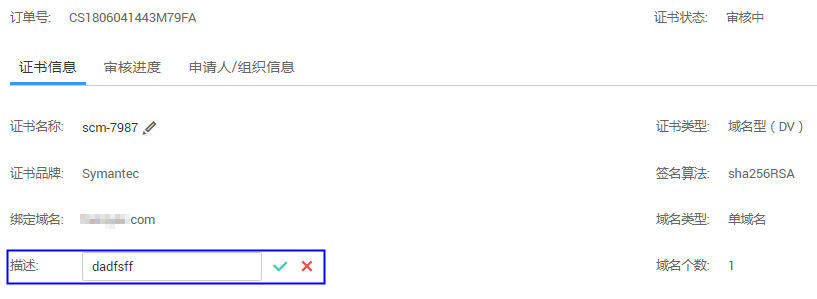 订单号: CS1806041443M79FA 证书状态: 审核中
证书信息 审核进度 申请人/组织信息
证书名称: scm-7987 证书类型: 域名型（DV）
证书品牌: Symantec 签名算法: sha256RSA
绑定域名: .com 域名类型: 单域名
描述: dadfsff 域名个数: 1